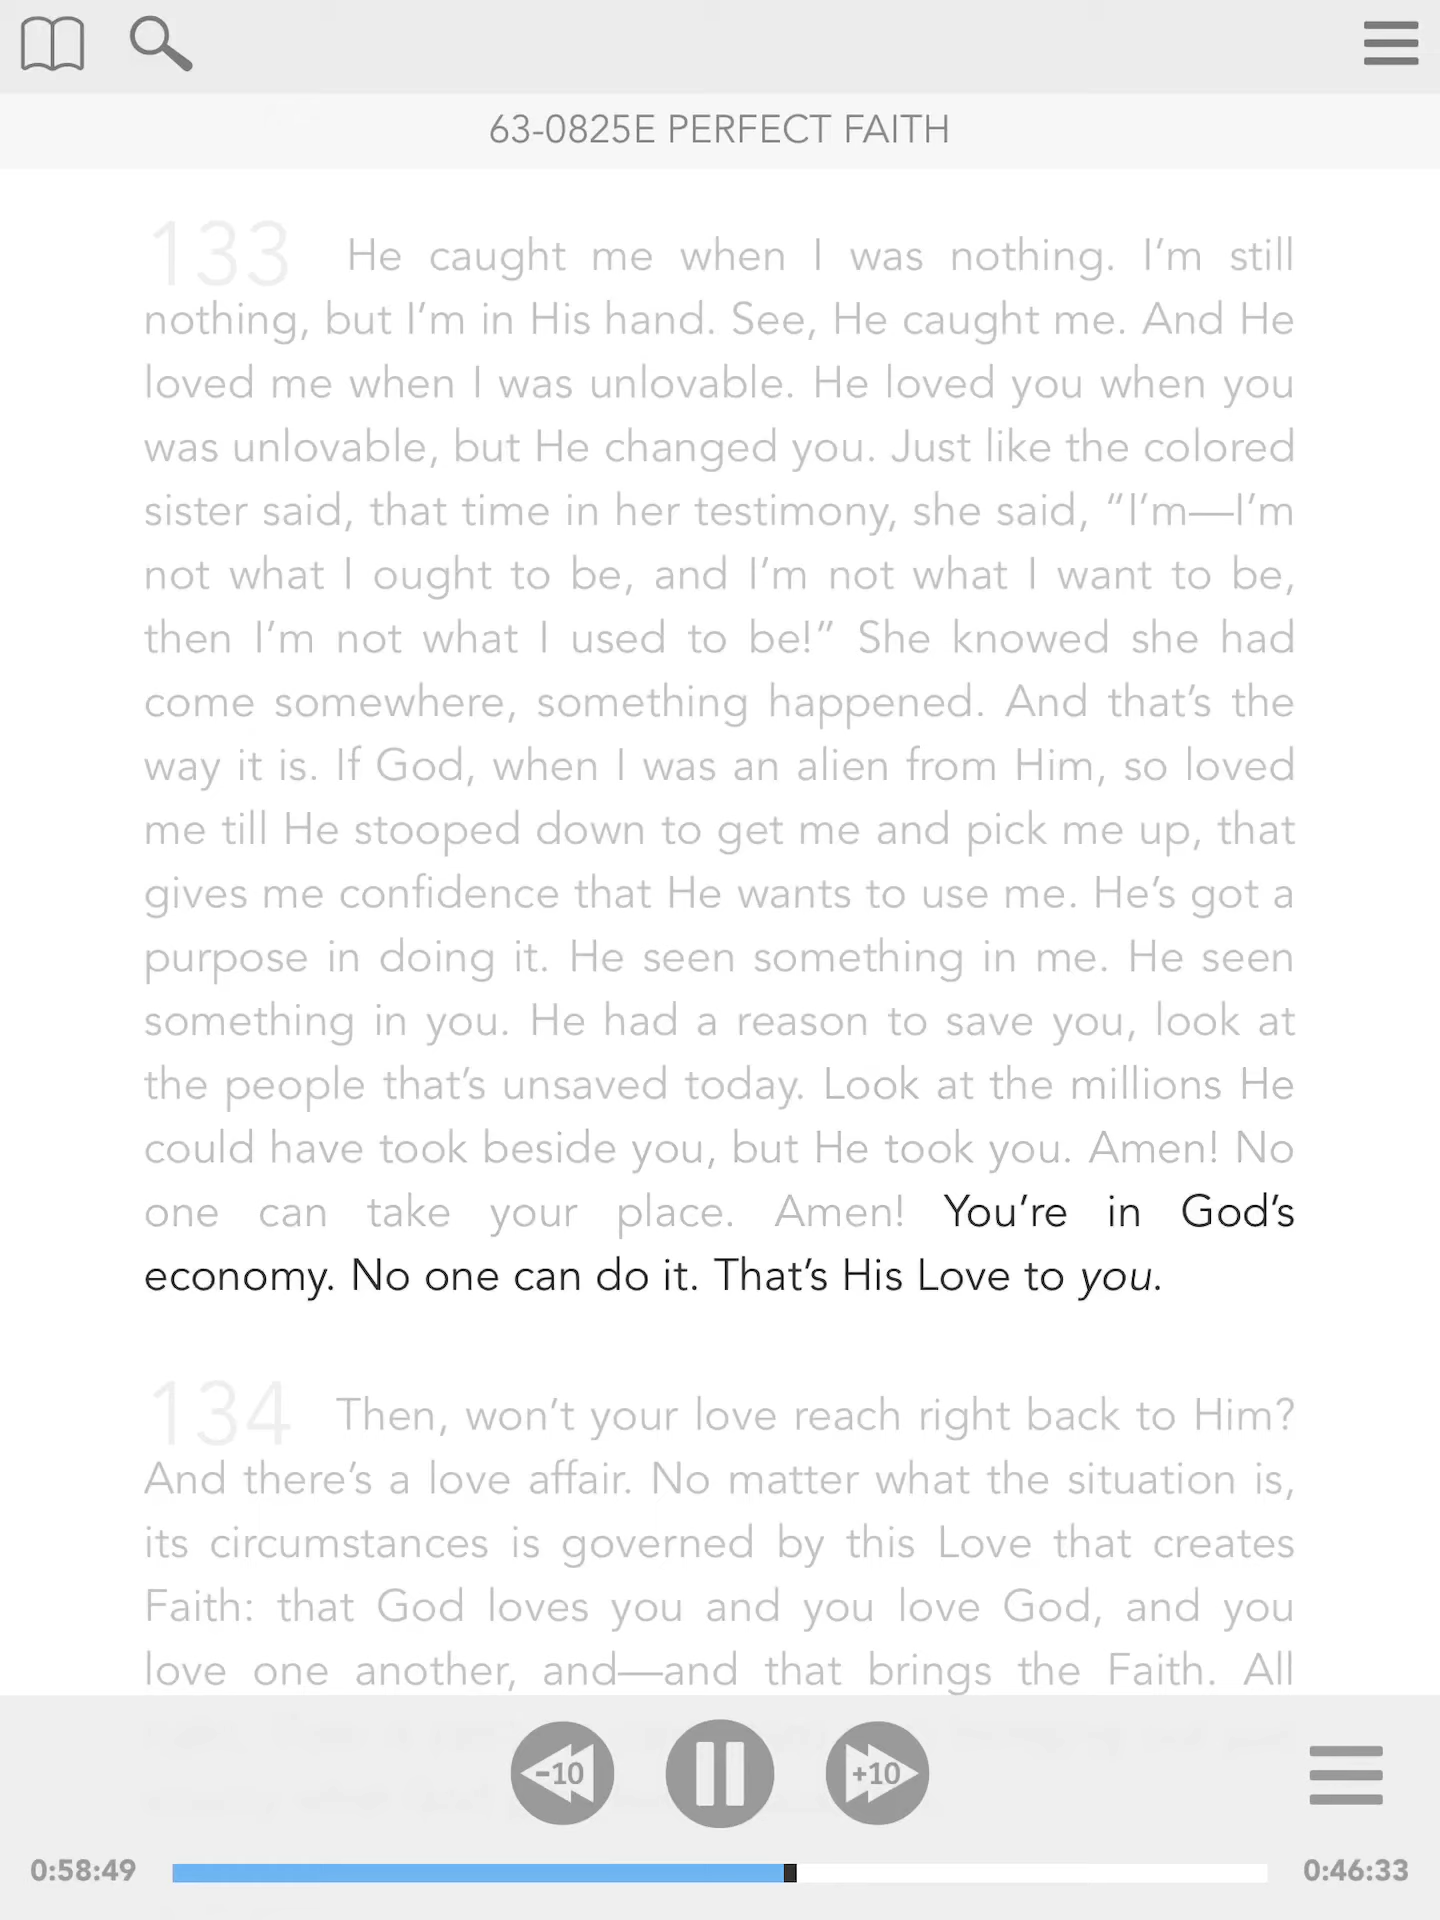 63-0825E PERFECT FAITH
133 He caught me when I was nothing. I’m still
nothing, but I’m in His hand. See, He caught me. And He
loved me when I was unlovable. He loved you when you
was unlovable, but He changed you. Just like the colored
sister said, that time in her testimony, she said, “I’m—I’m
not what I ought to be, and I’m not what I want to be,
then I’m not what I used to be!” She knowed she had
come somewhere, something happened. And that’s the
way it is. If God, when I was an alien from Him, so loved
me till He stooped down to get me and pick me up, that
gives me confidence that He wants to use me. He’s got a
purpose in doing it. He seen something in me. He seen
something in you. He had a reason to save you, look at
the people that’s unsaved today. Look at the millions He
could have took beside you, but He took you. Amen! No
one can take your place. Amen! You’re in God’s
economy. No one can do it. That’s His Love to you.
134 Then, won’t your love reach right back to Him?
And there’s a love affair. No matter what the situation is,
its circumstances is governed by this Love that creates
Faith: that God loves you and you love God, and you
love one another, and—and that brings the Faith. All
-10 +10
0:58:49 0:46:33